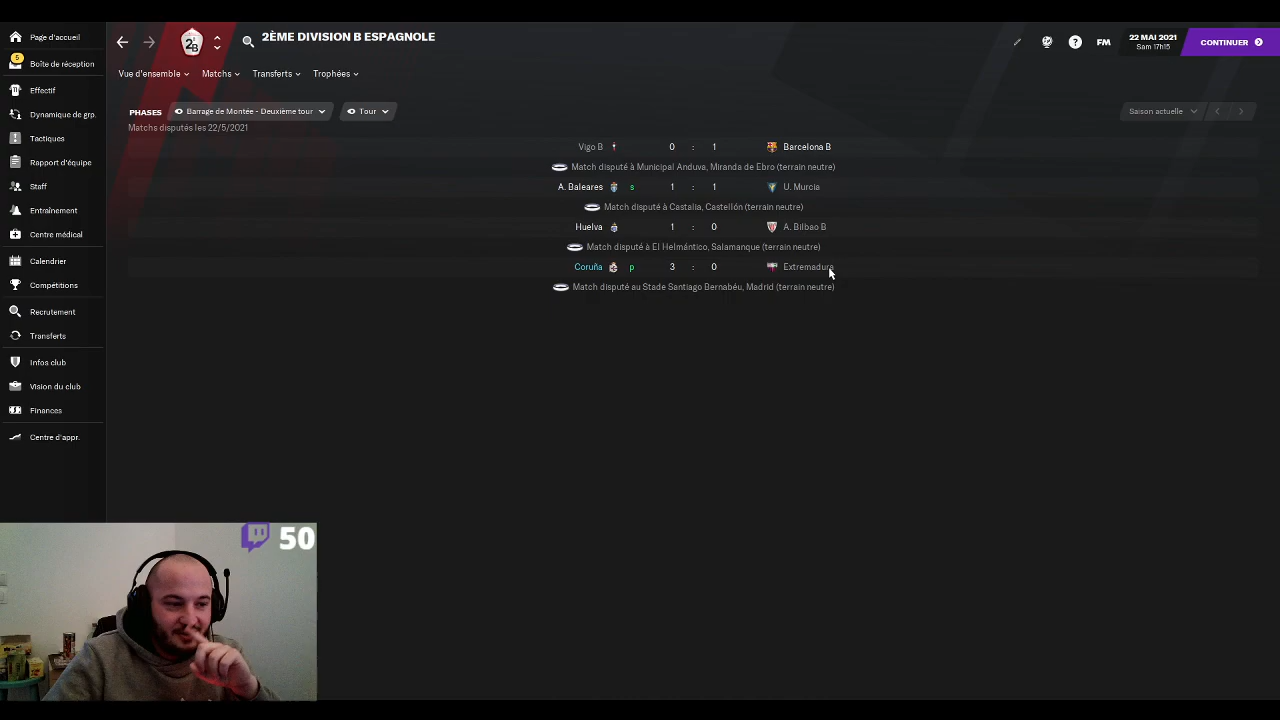 Page d'accueil
5
Boîte de réception
Effectif
Dynamique de grp.
Tactiques
Rapport d'équipe
Staff
Entraînement
Centre médical
Calendrier
Compétitions
Recrutement
Transferts
Infos club
Vision du club
Finances
Centre d'appr.
2B
2ÈME DIVISION B ESPAGNOLE
?
FM
22 MAI 2021
Sam 17h15
CONTINUER
Vue d'ensemble
Matchs
Transferts
Trophées
PHASES
Barrage de Montée - Deuxième tour
Tour
Saison actuelle
Matchs disputés les 22/5/2021
Vigo B 0 : 1 Barcelona B
Match disputé à Municipal Anduva, Miranda de Ebro (terrain neutre)
A. Baleares s 1 : 1 U. Murcia
Match disputé à Castalia, Castellón (terrain neutre)
Huelva 1 : 0 A. Bilbao B
Match disputé à El Helmántico, Salamanque (terrain neutre)
Coruña p 3 : 0 Extremadura
Match disputé au Stade Santiago Bernabéu, Madrid (terrain neutre)
50